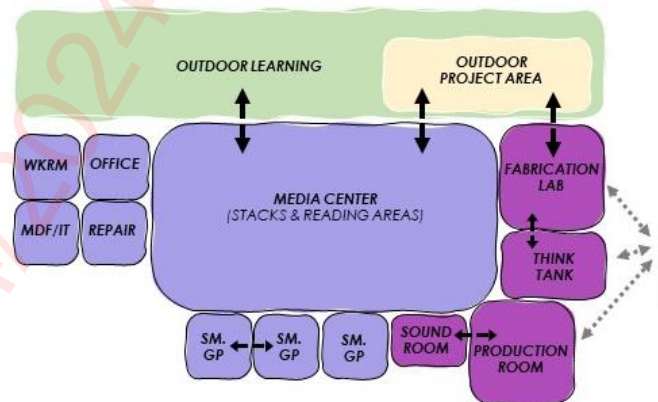 OUTDOOR LEARNING
OUTDOOR
PROJECT AREA
WKRM
OFFICE
MDF/IT
REPAIR
MEDIA CENTER
(STACKS & READING AREAS)
FABRICATION
LAB
THINK
TANK
SM.
GP
SM.
GP
SM.
GP
SOUND
ROOM
PRODUCTION
ROOM